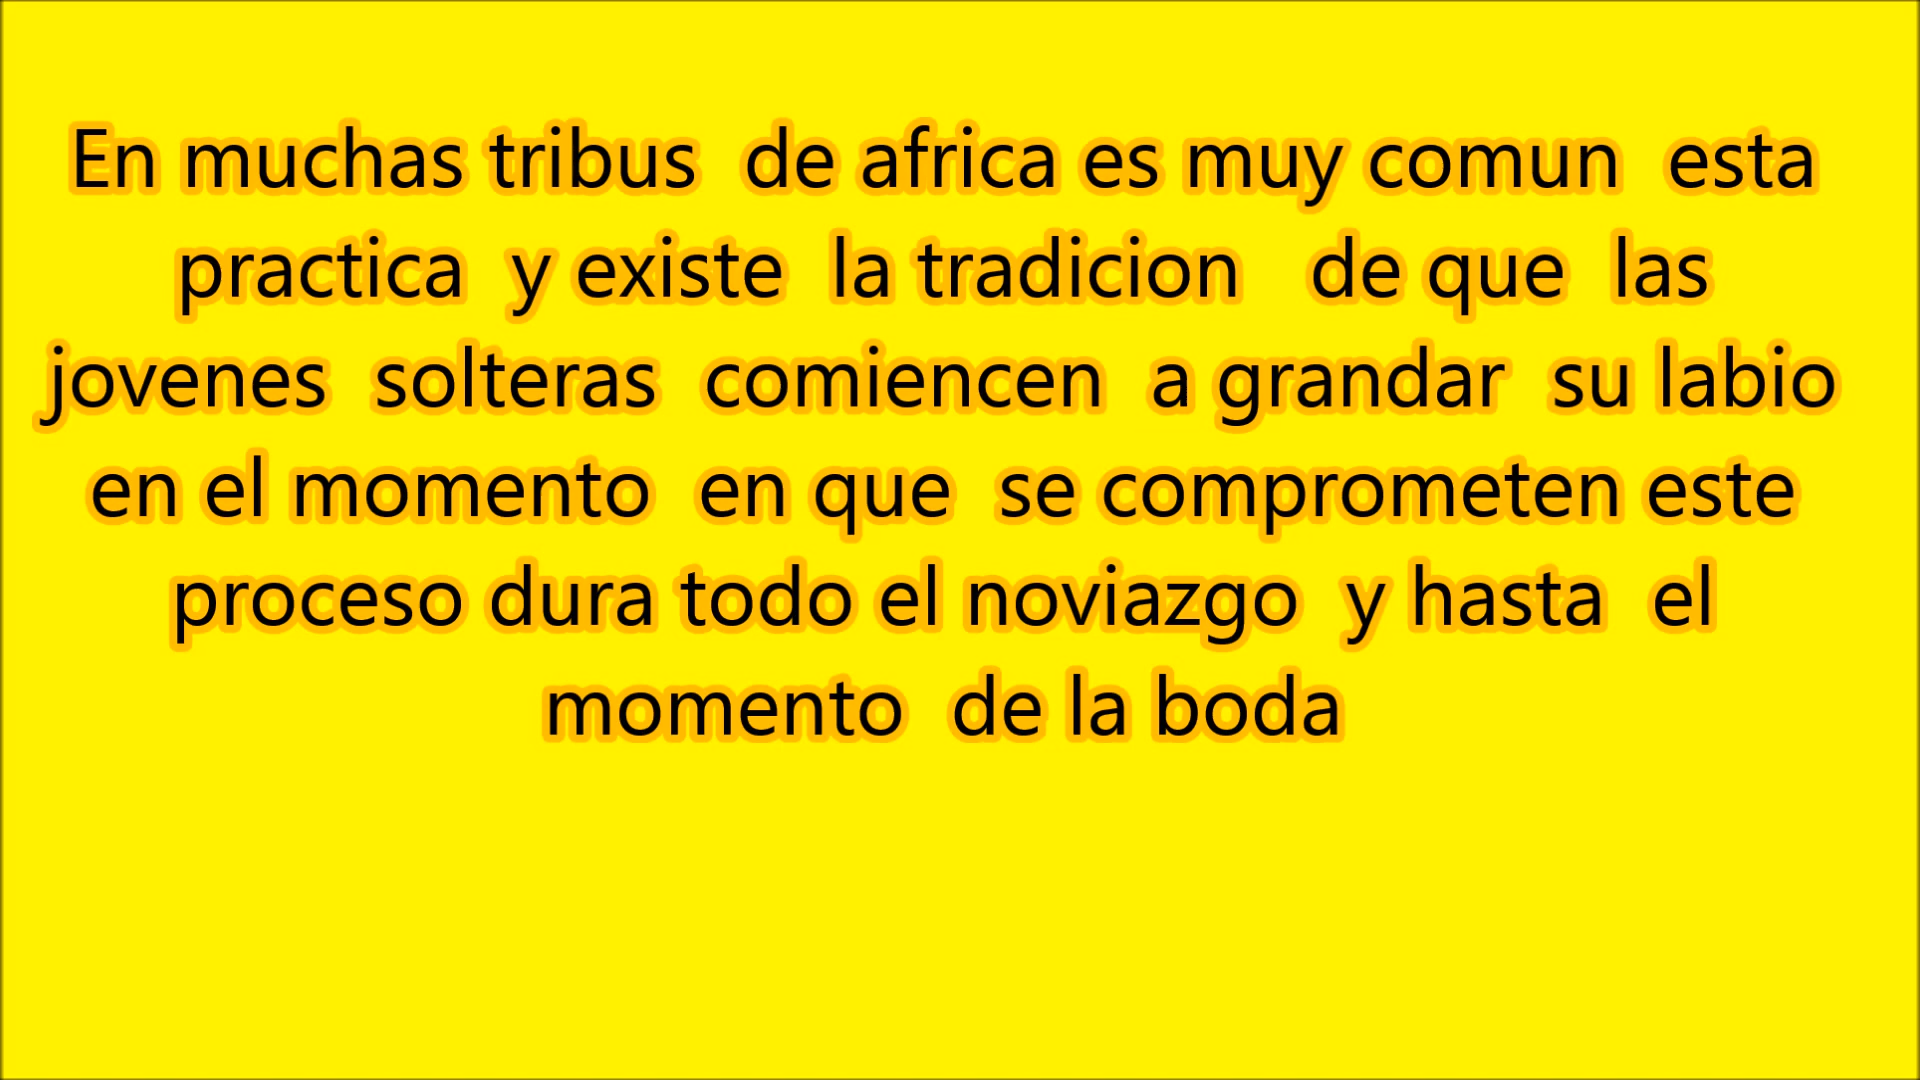 En muchas tribus de africa es muy comun esta
practica y existe la tradicion de que las
jovenes solteras comiencen a grandar su labio
en el momento en que se comprometen este
proceso dura todo el noviazgo y hasta el
momento de la boda